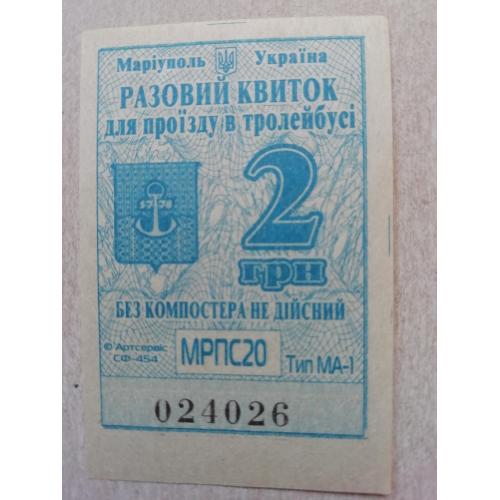 Маріуполь Україна
РАЗОВИЙ КВИТОК
для проїзду в тролейбусі
1778
2
грн
БЕЗ КОМПОСТЕРА НЕ ДІЙСНИЙ
© Артсервіс
СФ-454
МРПС20
Тип МА-1
024026